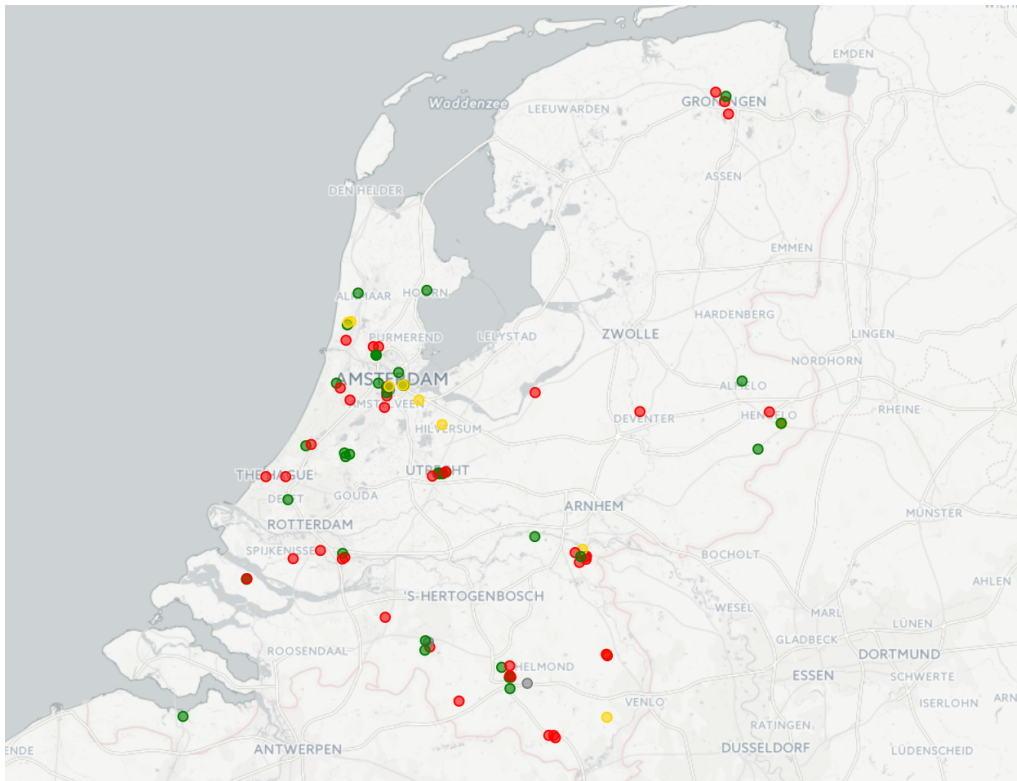 EMDEN
Waddenzee
LEEUWARDEN
GRONINGEN
ASSEN
DEN HELDER
EMMEN
ALKMAAR
HOORN
HARDENBERG
PURMEREND
LELYSTAD
ZWOLLE
LINGEN
NORDHORN
AMSTERDAM
ALMELO
AMSTELVEEN
RHEINE
DEVENTER
HENGELO
HILVERSUM
UTRECHT
THE HAGUE
DELFT
GOUDA
ARNHEM
MÜNSTER
ROTTERDAM
SPIJKENISSE
BOCHOLT
AHLEN
'S-HERTOGENBOSCH
WESEL
MARL
LÜNEN
GLADBECK
ROOSENDAAL
DORTMUND
HELMOND
ESSEN
SCHWERTE
VENLO
ISERLOHN
ARN
RATINGEN
ENDE
ANTWERPEN
DÜSSELDORF
LÜDENSCHEID